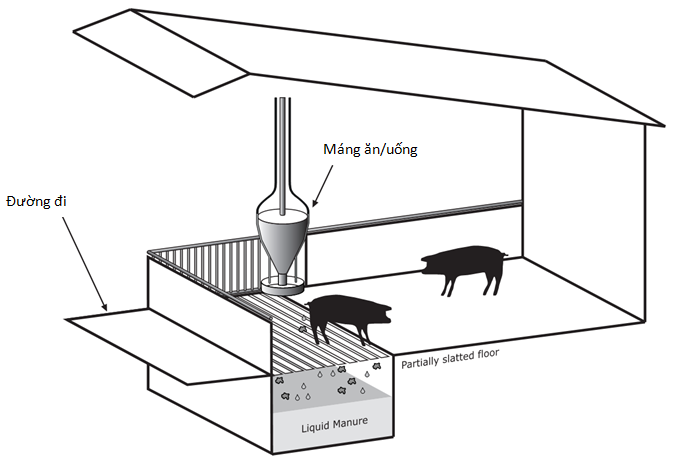 Máng ăn/uống
Đường đi
Partially slatted floor
Liquid Manure